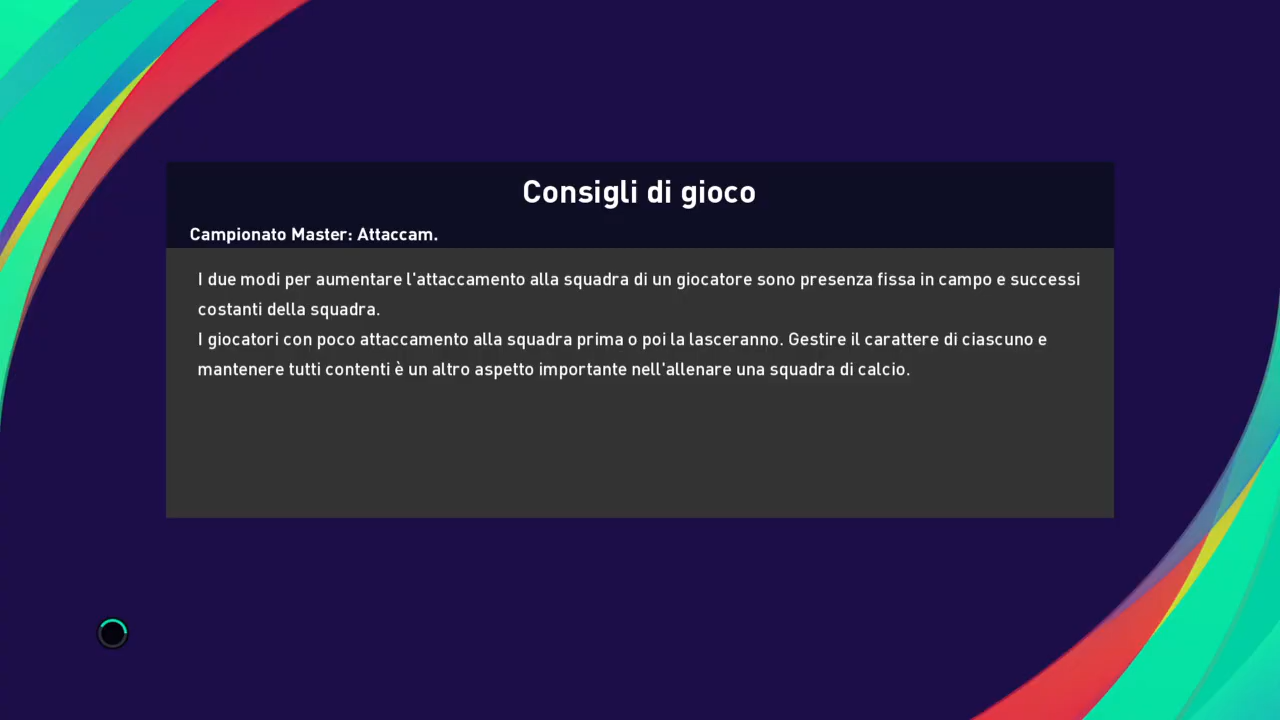 Consigli di gioco
Campionato Master: Attaccam.
I due modi per aumentare l'attaccamento alla squadra di un giocatore sono presenza fissa in campo e successi
costanti della squadra.
I giocatori con poco attaccamento alla squadra prima o poi la lasceranno. Gestire il carattere di ciascuno e
mantenere tutti contenti è un altro aspetto importante nell'allenare una squadra di calcio.